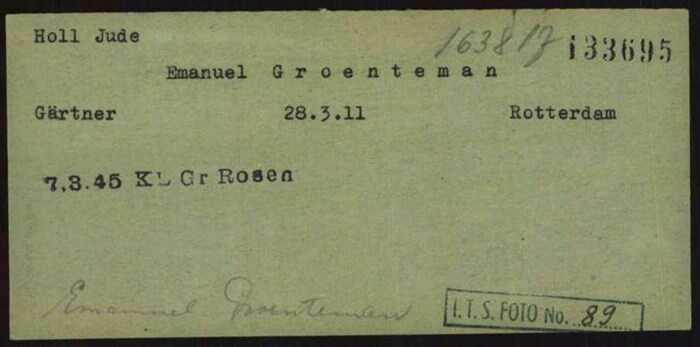 Holl Jude 163817 133695
Emanuel Groenteman
Gärtner 28.3.11 Rotterdam
7.3.45 KL Gr Rosen
Emanuel Groenteman
I.T.S. FOTO No. 89